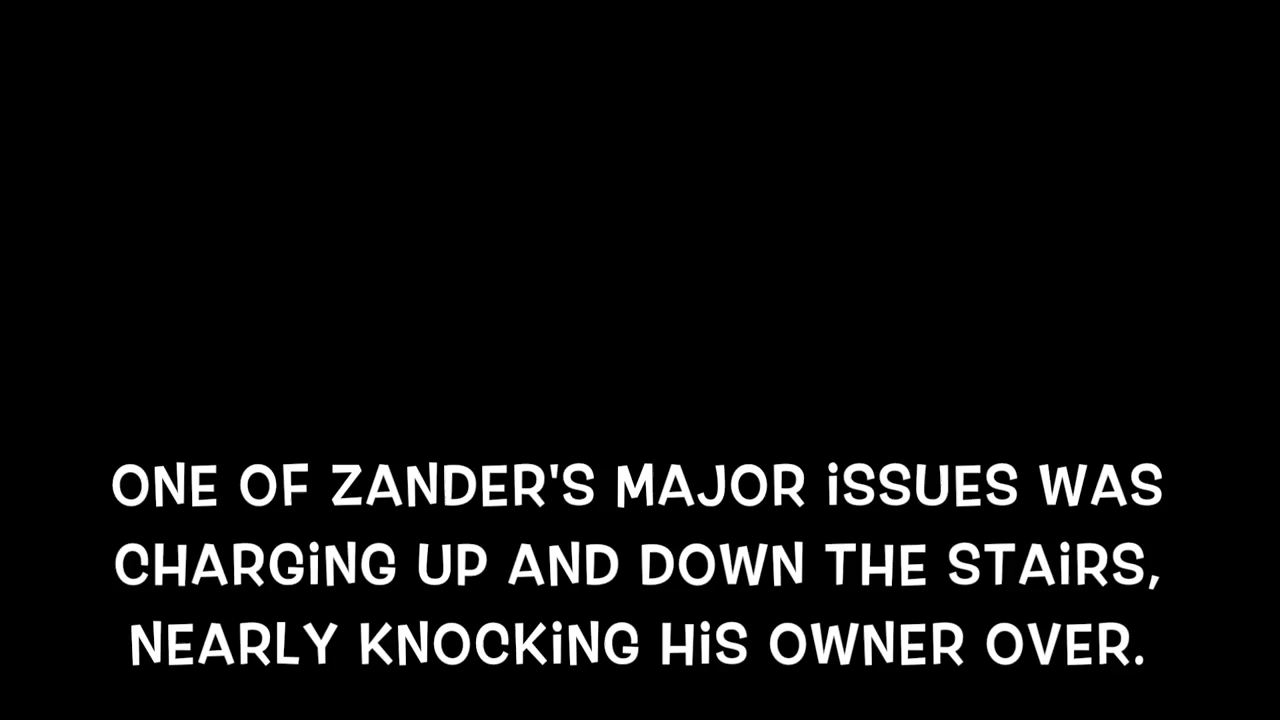 ONE OF ZANDER'S MAJOR iSSUES WAS
CHARGiNG UP AND DOWN THE STAiRS,
NEARLY KNOCKiNG HiS OWNER OVER.